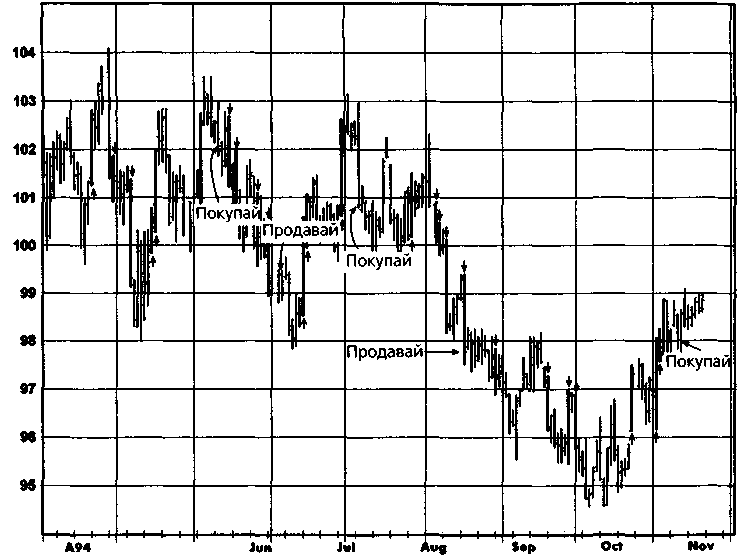 104
103
102
101
Покупай
Продавай
100
Покупай
99
98
Продавай
Покупай
97
96
95
A94 Jun Jul Aug Sep Oct Nov